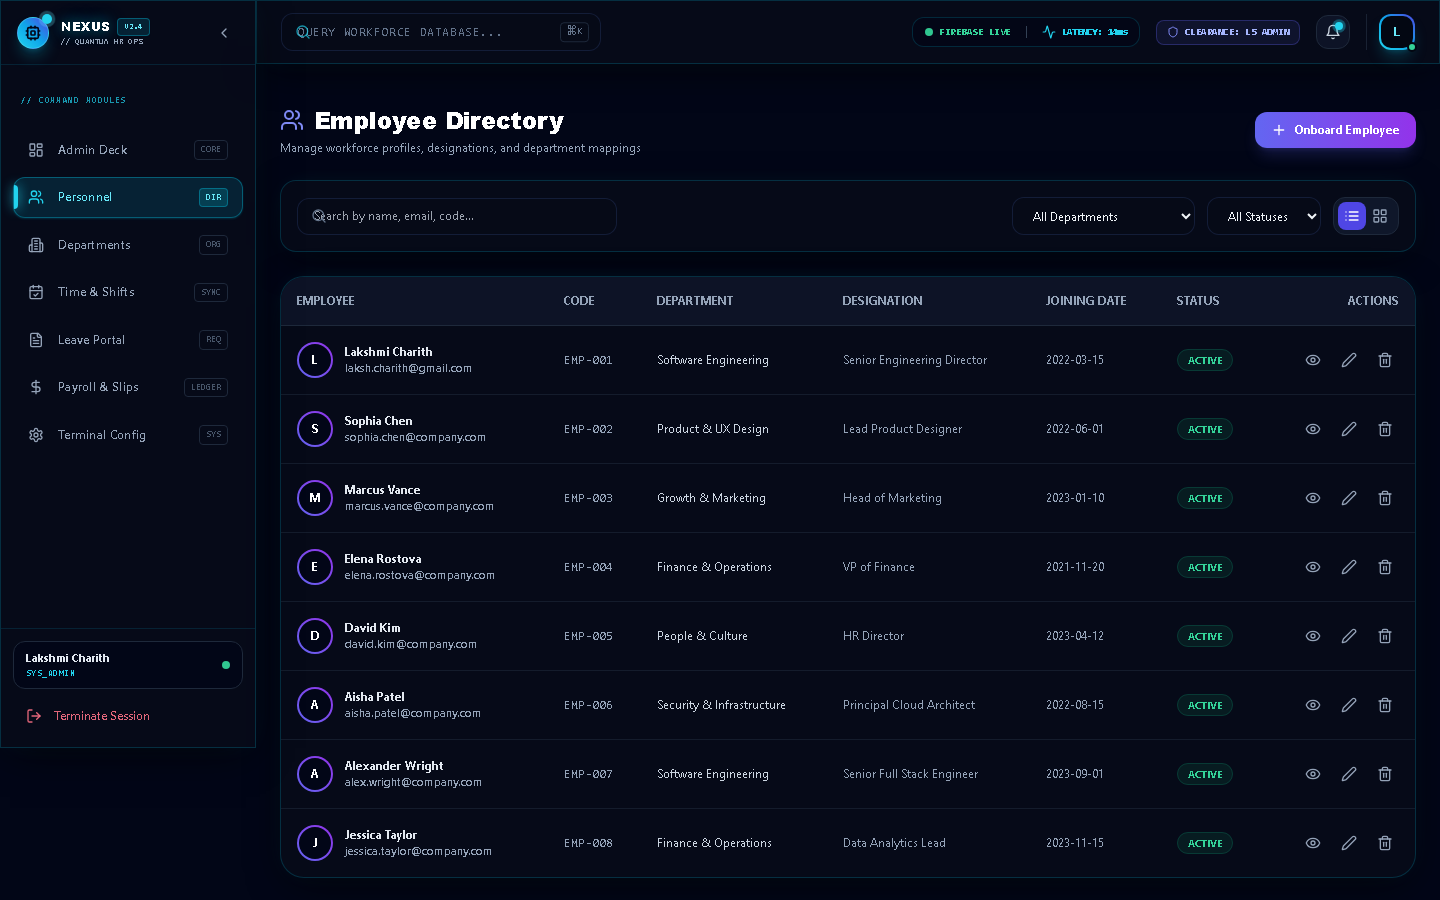 NEXUS V2.4
// QUANTUM HR OPS
QUERY WORKFORCE DATABASE... ⌘K
FIREBASE LIVE
LATENCY: 14ms
CLEARANCE: L5 ADMIN
L
// COMMAND MODULES
Admin Deck CORE
Personnel DIR
Departments ORG
Time & Shifts SYNC
Leave Portal REQ
Payroll & Slips LEDGER
Terminal Config SYS
Lakshmi Charith
SYS_ADMIN
Terminate Session
Employee Directory
Manage workforce profiles, designations, and department mappings
Onboard Employee
Search by name, email, code...
All Departments
All Statuses
EMPLOYEE CODE DEPARTMENT DESIGNATION JOINING DATE STATUS ACTIONS
L Lakshmi Charith EMP-001 Software Engineering Senior Engineering Director 2022-03-15 ACTIVE
laksh.charith@gmail.com
S Sophia Chen EMP-002 Product & UX Design Lead Product Designer 2022-06-01 ACTIVE
sophia.chen@company.com
M Marcus Vance EMP-003 Growth & Marketing Head of Marketing 2023-01-10 ACTIVE
marcus.vance@company.com
E Elena Rostova EMP-004 Finance & Operations VP of Finance 2021-11-20 ACTIVE
elena.rostova@company.com
D David Kim EMP-005 People & Culture HR Director 2023-04-12 ACTIVE
david.kim@company.com
A Aisha Patel EMP-006 Security & Infrastructure Principal Cloud Architect 2022-08-15 ACTIVE
aisha.patel@company.com
A Alexander Wright EMP-007 Software Engineering Senior Full Stack Engineer 2023-09-01 ACTIVE
alex.wright@company.com
J Jessica Taylor EMP-008 Finance & Operations Data Analytics Lead 2023-11-15 ACTIVE
jessica.taylor@company.com